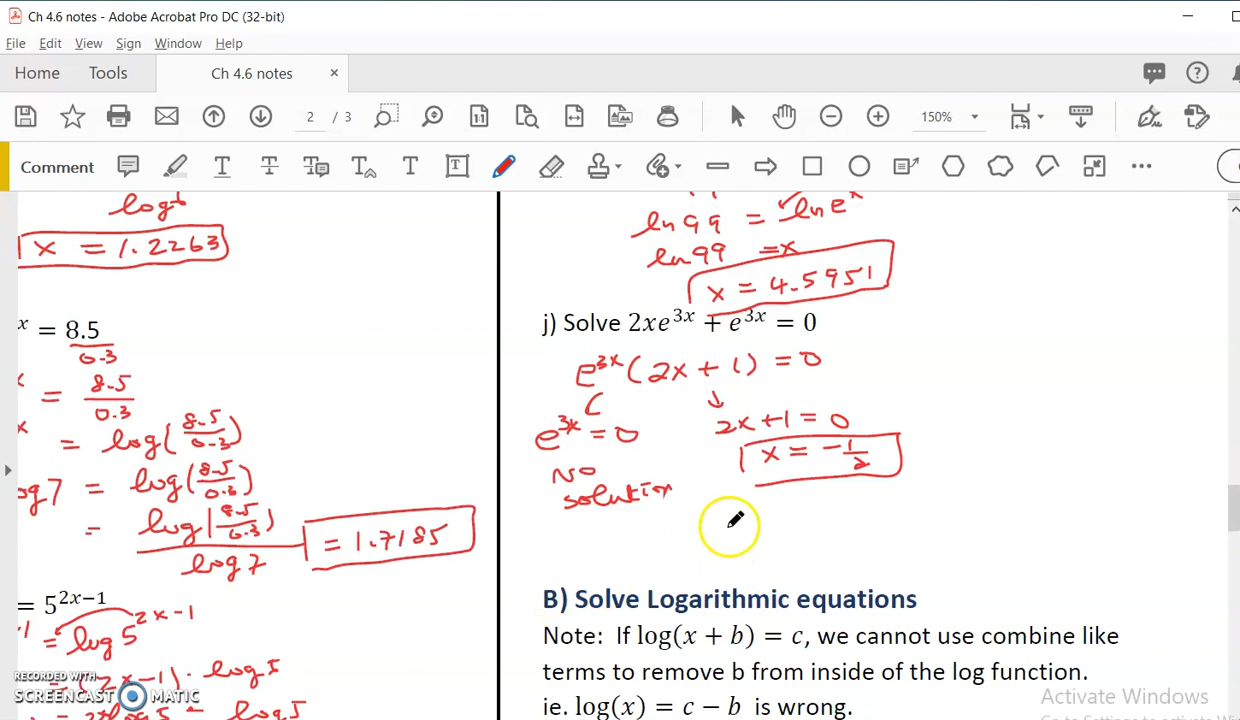 Ch 4.6 notes - Adobe Acrobat Pro DC (32-bit)
File Edit View Sign Window Help
Home Tools Ch 4.6 notes ×
2 / 3 150%
Comment
log 6
x = 1.2263
x = 8.5
0.3
x = 8.5/0.3
x = log(8.5/0.3)
log 7 = log(8.5/0.3)
= log(8.5/0.3) / log 7 = 1.7185
= 5^{2x−1}
-1 = log 5^{2x-1}
= (2x-1) · log 5
log 5 - log 5
RECORDED WITH
SCREENCAST MATIC
ln 99 = ln e^x
ln 99 = x
x = 4.5951
j) Solve 2xe^{3x} + e^{3x} = 0
e^{3x}(2x + 1) = 0
e^{3x} = 0 2x+1 = 0
x = -1/2
No
solution
B) Solve Logarithmic equations
Note: If log(x + b) = c, we cannot use combine like
terms to remove b from inside of the log function.
ie. log(x) = c − b is wrong.
Activate Windows